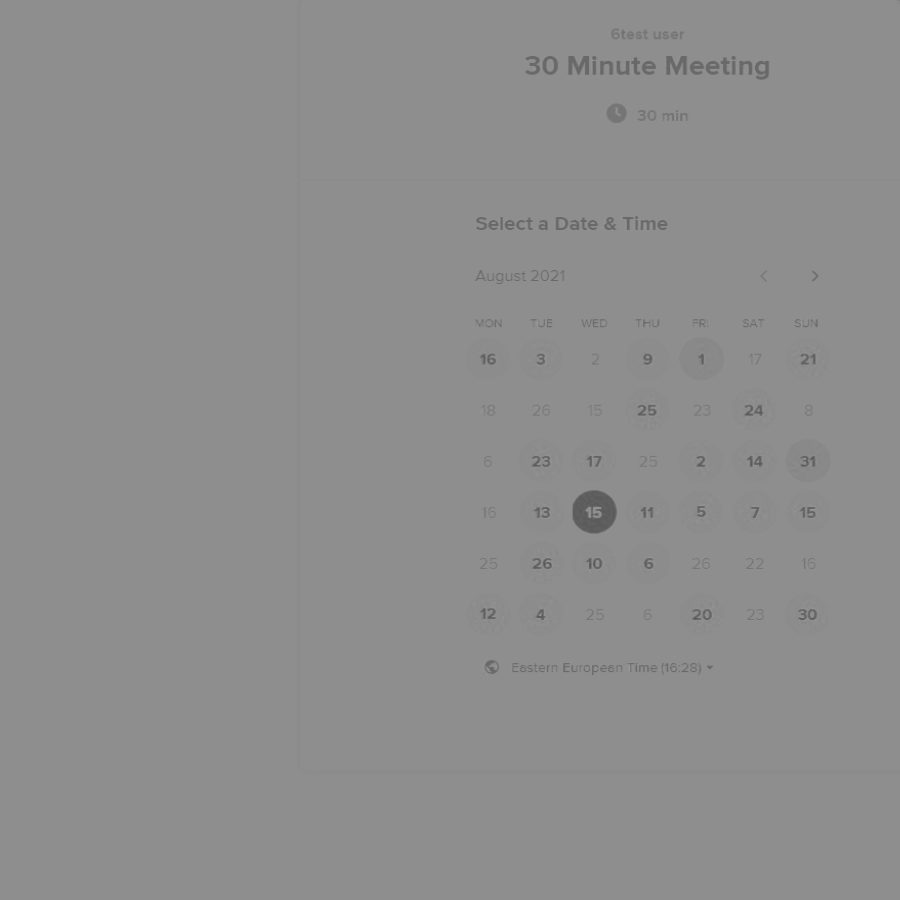 6test user
30 Minute Meeting
30 min
Select a Date & Time
August 2021
MON TUE WED THU FRI SAT SUN
16 3 2 9 1 17 21
18 26 15 25 23 24 8
6 23 17 25 2 14 31
16 13 15 11 5 7 15
25 26 10 6 26 22 16
12 4 25 6 20 23 30
Eastern European Time (16:28)